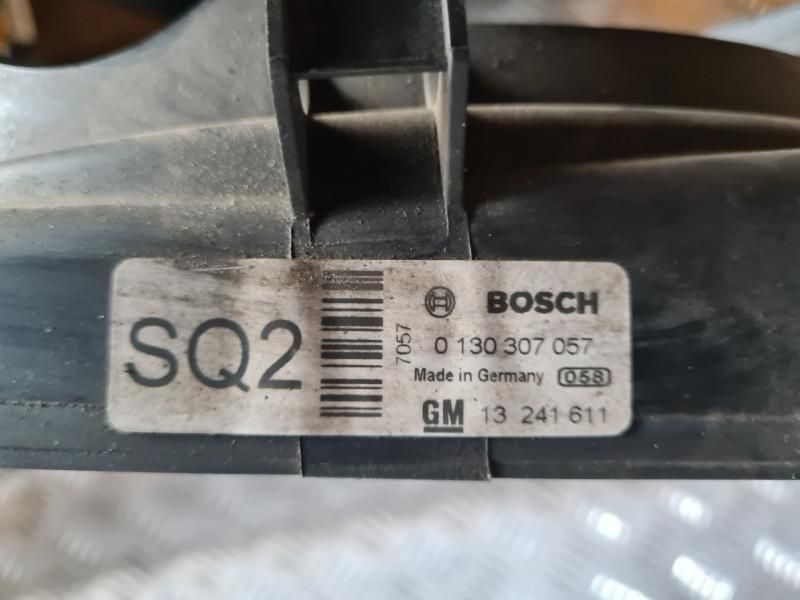 SQ2
7057
BOSCH
0 130 307 057
Made in Germany 058
GM 13 241 611